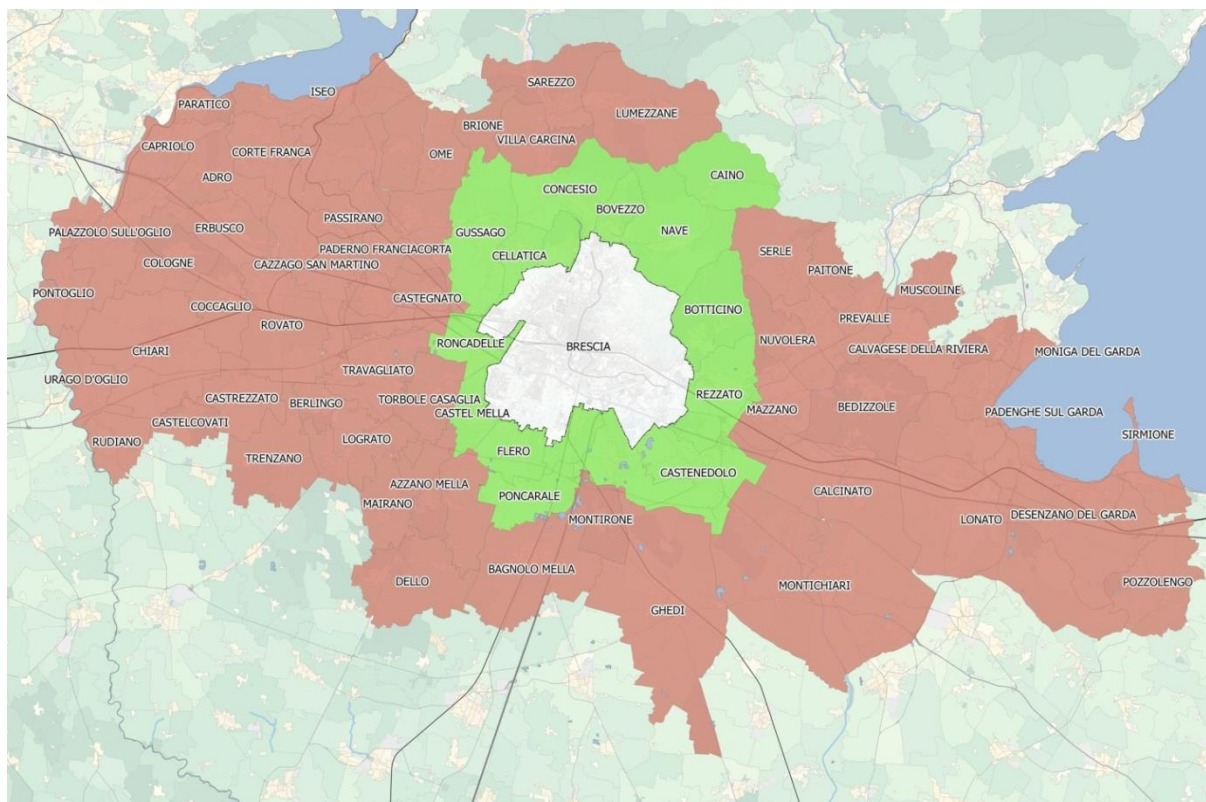 ISEO
SAREZZO
PARATICO
LUMEZZANE
BRIONE
VILLA CARCINA
CAPRIOLO
CORTE FRANCA
OME
ADRO
CAINO
CONCESIO
BOVEZZO
PASSIRANO
ERBUSCO
PALAZZOLO SULL'OGLIO
GUSSAGO
NAVE
PADERNO FRANCIACORTA
SERLE
CELLATICA
COLOGNE
CAZZAGO SAN MARTINO
PAITONE
PONTOGLIO
MUSCOLINE
CASTEGNATO
COCCAGLIO
BOTTICINO
PREVALLE
ROVATO
NUVOLERA
RONCADELLE
BRESCIA
CHIARI
CALVAGESE DELLA RIVIERA
MONIGA DEL GARDA
TRAVAGLIATO
URAGO D'OGLIO
REZZATO
CASTREZZATO
BERLINGO
TORBOLE CASAGLIA
BEDIZZOLE
MAZZANO
CASTEL MELLA
PADENGHE SUL GARDA
CASTELCOVATI
SIRMIONE
RUDIANO
LOGRATO
FLERO
TRENZANO
CASTENEDOLO
AZZANO MELLA
CALCINATO
PONCARALE
MAIRANO
DESENZANO DEL GARDA
MONTIRONE
LONATO
BAGNOLO MELLA
DELLO
POZZOLENGO
MONTICHIARI
GHEDI